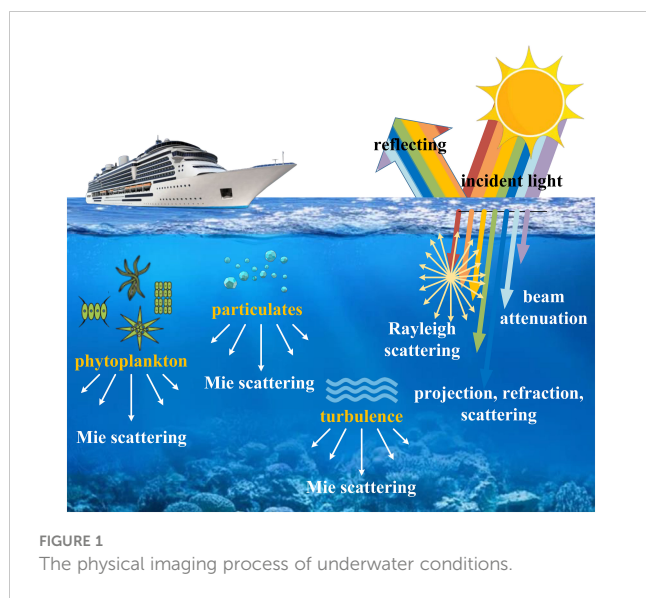 reflecting
incident light
particulates
Rayleigh
scattering
beam
attenuation
phytoplankton
Mie scattering
projection, refraction,
scattering
turbulence
Mie scattering
Mie scattering
FIGURE 1
The physical imaging process of underwater conditions.